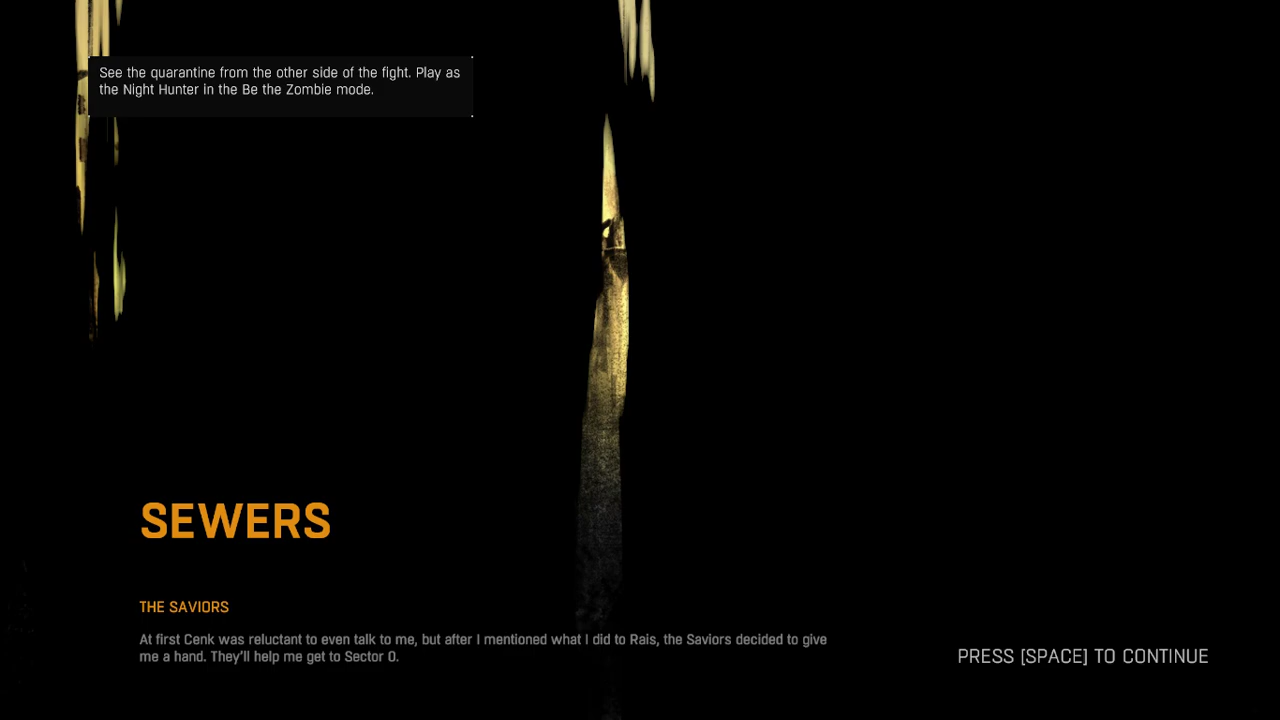 See the quarantine from the other side of the fight. Play as
the Night Hunter in the Be the Zombie mode.
SEWERS
THE SAVIORS
At first Cenk was reluctant to even talk to me, but after I mentioned what I did to Rais, the Saviors decided to give
me a hand. They'll help me get to Sector 0.
PRESS [SPACE] TO CONTINUE